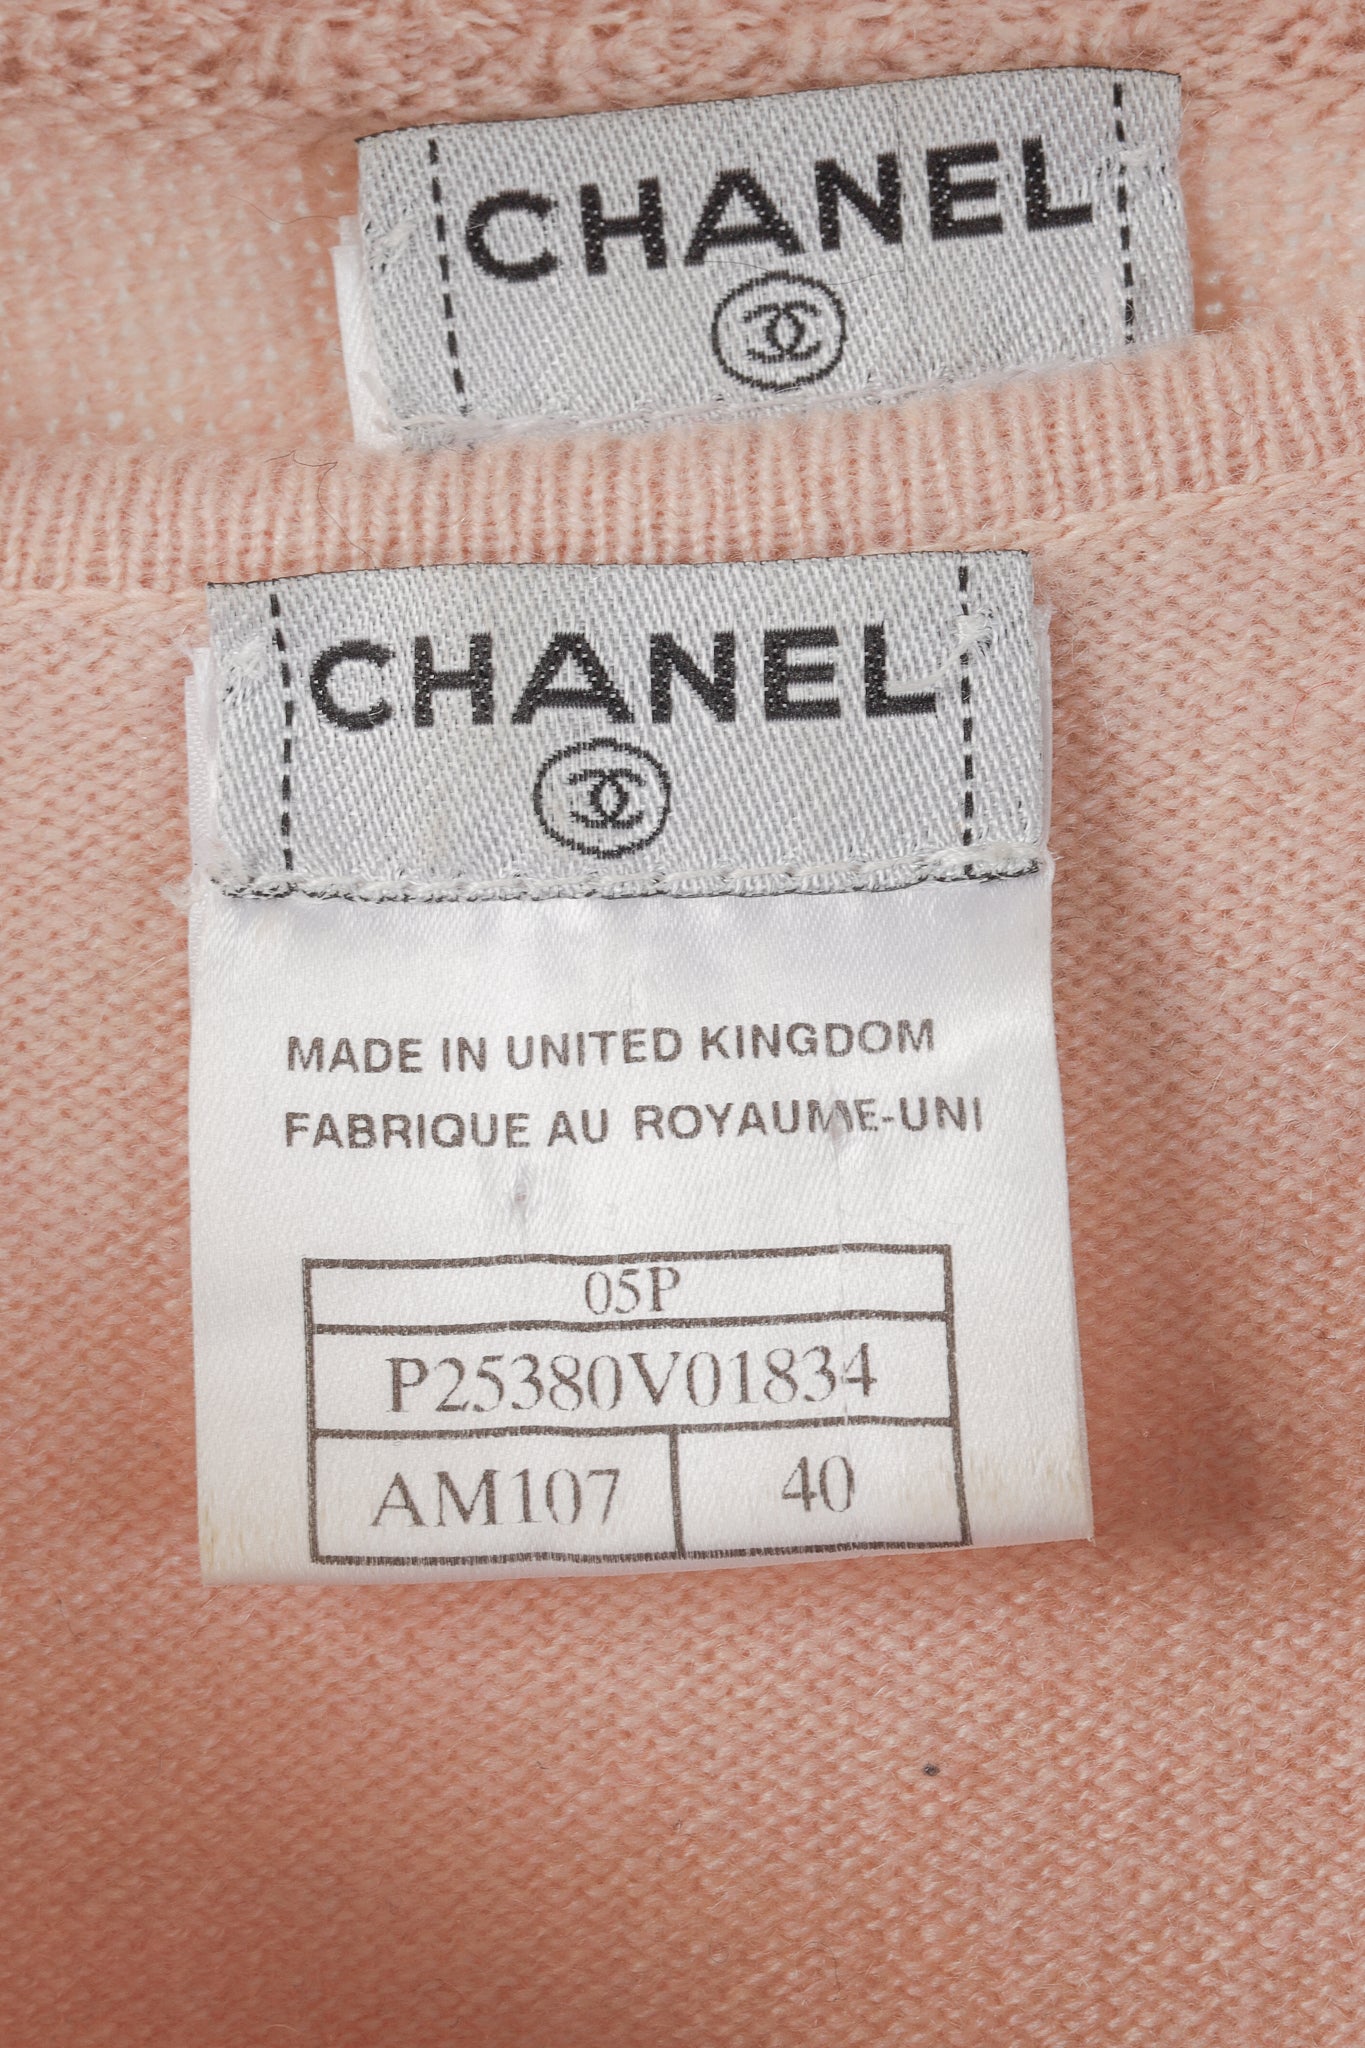 CHANEL
CHANEL
MADE IN UNITED KINGDOM
FABRIQUE AU ROYAUME-UNI
05P
P25380V01834
AM107 40